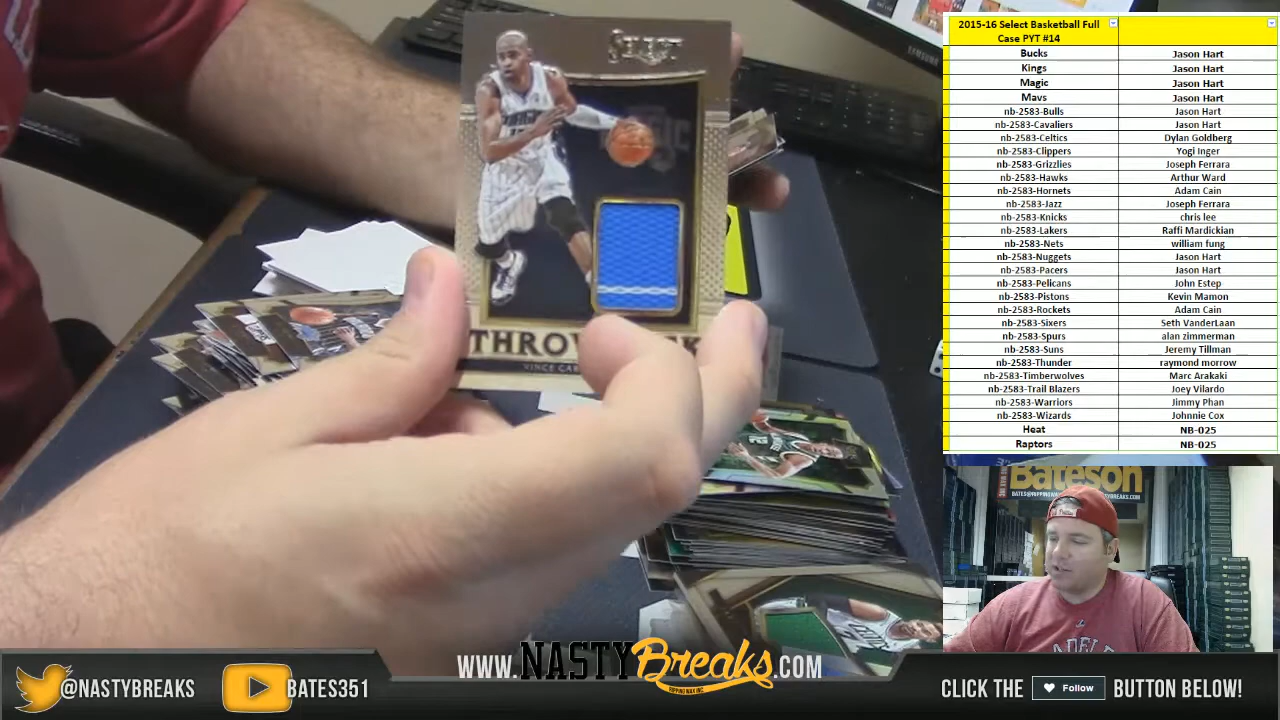 SELECT
VINCE CAR
2015-16 Select Basketball Full
Case PYT #14
Bucks Jason Hart
Kings Jason Hart
Magic Jason Hart
Mavs Jason Hart
nb-2583-Bulls Jason Hart
nb-2583-Cavaliers Jason Hart
nb-2583-Celtics Dylan Goldberg
nb-2583-Clippers Yogi Inger
nb-2583-Grizzlies Joseph Ferrara
nb-2583-Hawks Arthur Ward
nb-2583-Hornets Adam Cain
nb-2583-Jazz Joseph Ferrara
nb-2583-Knicks chris lee
nb-2583-Lakers Raffi Mardickian
nb-2583-Nets william fung
nb-2583-Nuggets Jason Hart
nb-2583-Pacers Jason Hart
nb-2583-Pelicans John Estep
nb-2583-Pistons Kevin Mamon
nb-2583-Rockets Adam Cain
nb-2583-Sixers Seth VanderLaan
nb-2583-Spurs alan zimmerman
nb-2583-Suns Jeremy Tillman
nb-2583-Thunder raymond morrow
nb-2583-Timberwolves Marc Arakaki
nb-2583-Trail Blazers Joey Vilardo
nb-2583-Warriors Jimmy Phan
nb-2583-Wizards Johnnie Cox
Heat NB-025
Raptors NB-025
Bateson
@NASTYBREAKS
BATES351
WWW.NASTYBreaks.COM
RIPPING WAX INC
CLICK THE Follow BUTTON BELOW!